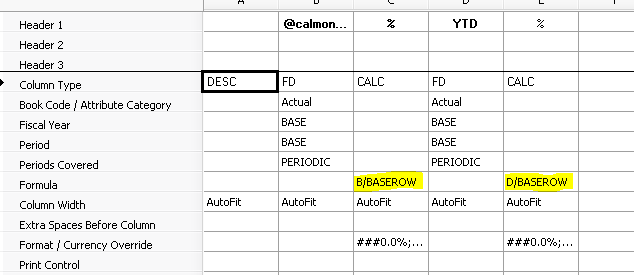 A B C D E F
Header 1 @calmon... % YTD %
Header 2
Header 3
Column Type DESC FD CALC FD CALC
Book Code / Attribute Category Actual Actual
Fiscal Year BASE BASE
Period BASE BASE
Periods Covered PERIODIC PERIODIC
Formula B/BASEROW D/BASEROW
Column Width AutoFit AutoFit AutoFit AutoFit AutoFit
Extra Spaces Before Column
Format / Currency Override ###0.0%;... ###0.0%;...
Print Control